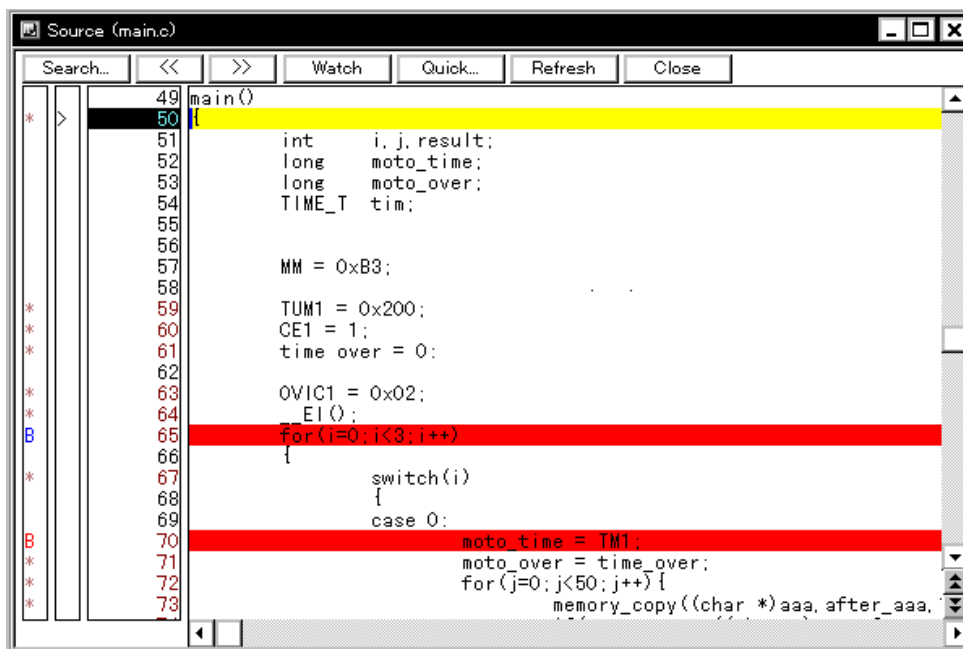 Source (main.c)
Search... << >> Watch Quick... Refresh Close
49 main()
* > 50 {
51 int i, j, result;
52 long moto_time;
53 long moto_over;
54 TIME_T tim;
55
56
57 MM = 0xB3;
58
* 59 TUM1 = 0x200;
* 60 CE1 = 1;
* 61 time over = 0:
62
* 63 OVIC1 = 0x02;
* 64 __EI();
B 65 for(i=0;i<3;i++)
66 {
* 67 switch(i)
68 {
69 case 0:
B 70 moto_time = TM1;
* 71 moto_over = time_over;
* 72 for(j=0;j<50;j++){
* 73 memory_copy((char *)aaa,after_aaa,